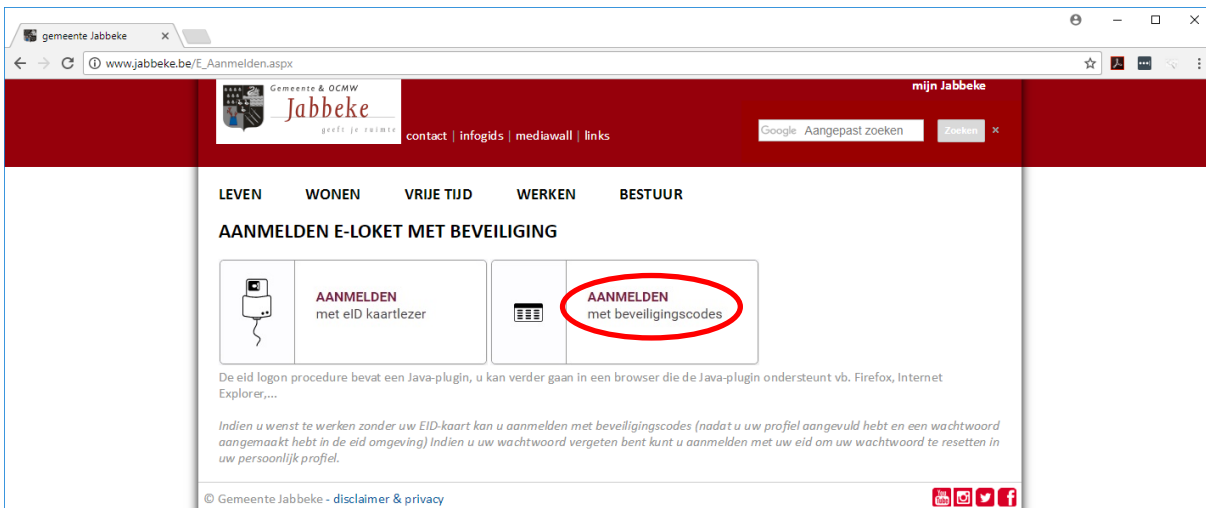 gemeente Jabbeke
www.jabbeke.be/E_Aanmelden.aspx
Gemeente & OCMW
Jabbeke
geeft je ruimte
mijn Jabbeke
contact | infogids | mediawall | links
Google Aangepast zoeken
Zoeken ×
LEVEN WONEN VRIJE TIJD WERKEN BESTUUR
AANMELDEN E-LOKET MET BEVEILIGING
AANMELDEN
met eID kaartlezer
AANMELDEN
met beveiligingscodes
De eid logon procedure bevat een Java-plugin, u kan verder gaan in een browser die de Java-plugin ondersteunt vb. Firefox, Internet
Explorer,...
Indien u wenst te werken zonder uw EID-kaart kan u aanmelden met beveiligingscodes (nadat u uw profiel aangevuld hebt en een wachtwoord
aangemaakt hebt in de eid omgeving) Indien u uw wachtwoord vergeten bent kunt u aanmelden met uw eid om uw wachtwoord te resetten in
uw persoonlijk profiel.
© Gemeente Jabbeke - disclaimer & privacy
You
Tube